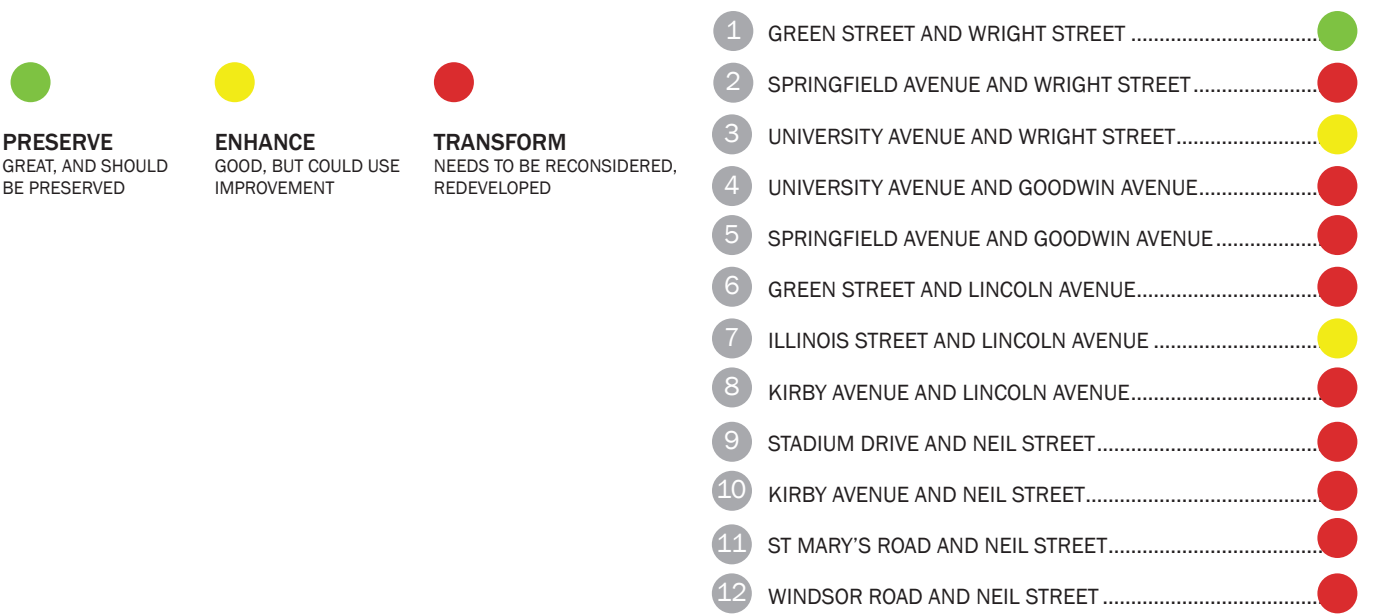 PRESERVE
GREAT, AND SHOULD
BE PRESERVED
ENHANCE
GOOD, BUT COULD USE
IMPROVEMENT
TRANSFORM
NEEDS TO BE RECONSIDERED,
REDEVELOPED
1 GREEN STREET AND WRIGHT STREET
2 SPRINGFIELD AVENUE AND WRIGHT STREET
3 UNIVERSITY AVENUE AND WRIGHT STREET
4 UNIVERSITY AVENUE AND GOODWIN AVENUE
5 SPRINGFIELD AVENUE AND GOODWIN AVENUE
6 GREEN STREET AND LINCOLN AVENUE
7 ILLINOIS STREET AND LINCOLN AVENUE
8 KIRBY AVENUE AND LINCOLN AVENUE
9 STADIUM DRIVE AND NEIL STREET
10 KIRBY AVENUE AND NEIL STREET
11 ST MARY'S ROAD AND NEIL STREET
12 WINDSOR ROAD AND NEIL STREET